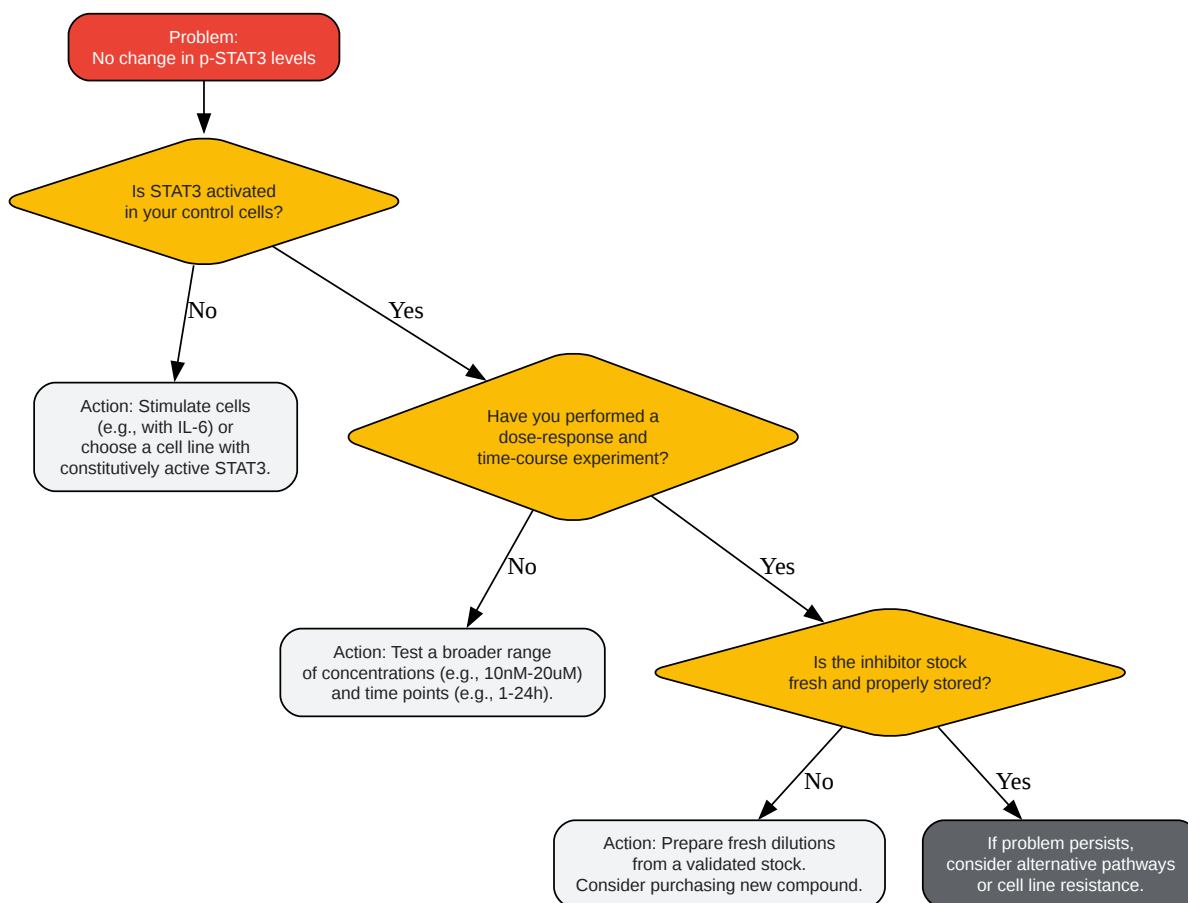 Problem:
No change in p-STAT3 levels
Is STAT3 activated
in your control cells?
No
Yes
Action: Stimulate cells
(e.g., with IL-6) or
choose a cell line with
constitutively active STAT3.
Have you performed a
dose-response and
time-course experiment?
No
Yes
Action: Test a broader range
of concentrations (e.g., 10nM-20uM)
and time points (e.g., 1-24h).
Is the inhibitor stock
fresh and properly stored?
No
Yes
Action: Prepare fresh dilutions
from a validated stock.
Consider purchasing new compound.
If problem persists,
consider alternative pathways
or cell line resistance.